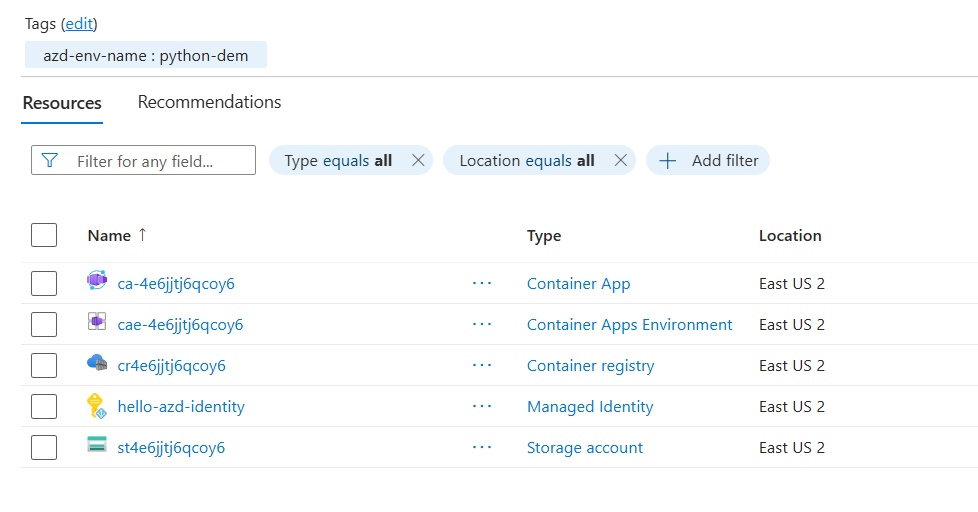 Tags (edit)
azd-env-name : python-dem
Resources Recommendations
Filter for any field... Type equals all Location equals all Add filter
Name ↑ Type Location
ca-4e6jjtj6qcoy6 ... Container App East US 2
cae-4e6jjtj6qcoy6 ... Container Apps Environment East US 2
cr4e6jjtj6qcoy6 ... Container registry East US 2
hello-azd-identity ... Managed Identity East US 2
st4e6jjtj6qcoy6 ... Storage account East US 2